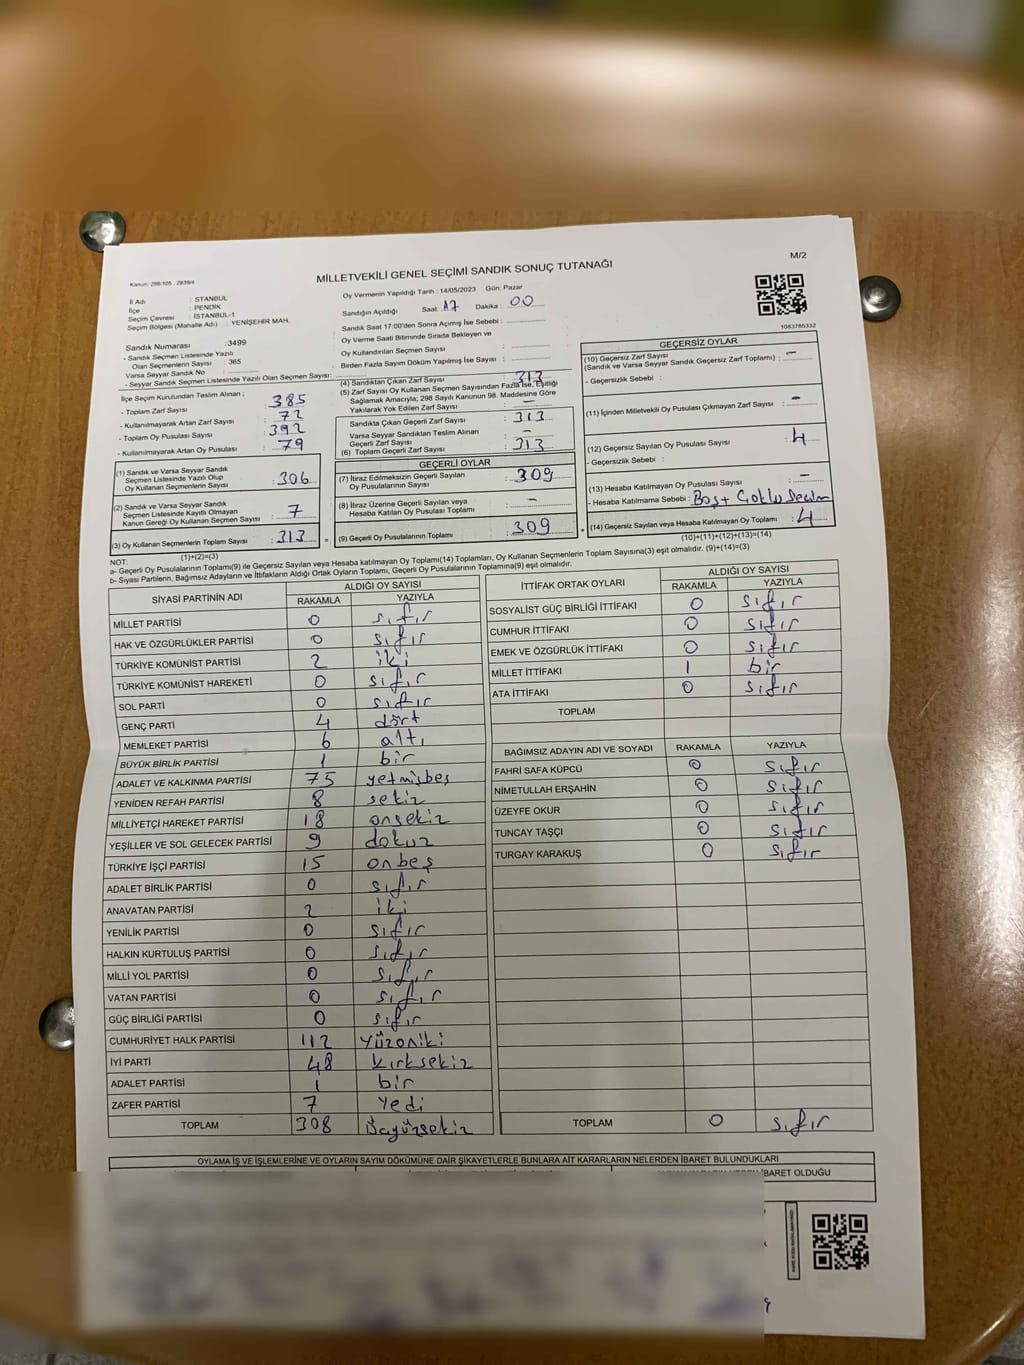 M/2
MİLLETVEKİLİ GENEL SEÇİMİ SANDIK SONUÇ TUTANAĞI
Kanun: 298/105 , 2839/4
İl Adı : STANBUL
İlçe : PENDİK
Seçim Çevresi : İSTANBUL-1
Seçim Bölgesi (Mahalle Adı) : YENİŞEHİR MAH.
Oy Vermenin Yapıldığı Tarih : 14/05/2023 Gün: Pazar
Sandığın Açıldığı Saat: 17 Dakika : 00
Sandık Saat 17:00'den Sonra Açımış İse Sebebi :
Oy Verme Saati Bitiminde Sırada Bekleyen ve
Oy Kullandırılan Seçmen Sayısı :
Birden Fazla Sayım Döküm Yapılmış İse Sayısı :
1083785332
Sandık Numarası : 3499
- Sandık Seçmen Listesinde Yazılı
Olan Seçmenlerin Sayısı : 365
Varsa Seyyar Sandık No :
- Seyyar Sandık Seçmen Listesinde Yazılı Olan Seçmen Sayısı:
İlçe Seçim Kurulundan Teslim Alınan ;
- Toplam Zarf Sayısı : 385
- Kullanılmayarak Artan Zarf Sayısı : 72
- Toplam Oy Pusulası Sayısı : 392
- Kullanılmayarak Artan Oy Pusulası : 79
(1) Sandık ve Varsa Seyyar Sandık
Seçmen Listesinde Yazılı Olup
Oy Kullanan Seçmenlerin Sayısı : 306
(2) Sandık ve Varsa Seyyar Sandık
Seçmen Listesinde Kayıtlı Olmayan
Kanun Gereği Oy Kullanan Seçmen Sayısı : 7
(3) Oy Kullanan Seçmenlerin Toplam Sayısı : 313 =
(1)+(2)=(3)
(4) Sandıktan Çıkan Zarf Sayısı : 313
(5) Zarf Sayısı Oy Kullanan Seçmen Sayısından Fazla İse, Eşitliği
Sağlamak Amacıyla; 298 Sayılı Kanunun 98. Maddesine Göre
Yakılarak Yok Edilen Zarf Sayısı : -
Sandıkta Çıkan Geçerli Zarf Sayısı : 313
Varsa Seyyar Sandıktan Teslim Alınan
Geçerli Zarf Sayısı : -
(6) Toplam Geçerli Zarf Sayısı : 313
GEÇERLİ OYLAR
(7) İtiraz Edilmeksizin Geçerli Sayılan
Oy Pusulalarının Sayısı : 309
(8) İtiraz Üzerine Geçerli Sayılan veya
Hesaba Katılan Oy Pusulası Toplamı : -
(9) Geçerli Oy Pusulalarının Toplamı : 309 +
GEÇERSİZ OYLAR
(10) Geçersiz Zarf Sayısı
(Sandık ve Varsa Seyyar Sandık Geçersiz Zarf Toplamı) : -
- Geçersizlik Sebebi :
(11) İçinden Milletvekili Oy Pusulası Çıkmayan Zarf Sayısı : -
(12) Geçersiz Sayılan Oy Pusulası Sayısı : 4
- Geçersizlik Sebebi :
(13) Hesaba Katılmayan Oy Pusulası Sayısı : -
- Hesaba Katılmama Sebebi : Boş + Çoklu Seçim
(14) Geçersiz Sayılan veya Hesaba Katılmayan Oy Toplamı : 4
(10)+(11)+(12)+(13)=(14)
NOT:
a- Geçerli Oy Pusulalarının Toplamı(9) ile Geçersiz Sayılan veya Hesaba katılmayan Oy Toplamı(14) Toplamları, Oy Kullanan Seçmenlerin Toplam Sayısına(3) eşit olmalıdır. (9)+(14)=(3)
b- Siyasi Partilerin, Bağımsız Adayların ve İttifakların Aldığı Ortak Oyların Toplamı, Geçerli Oy Pusulalarının Toplamına(9) eşit olmalıdır.
SİYASİ PARTİNİN ADI ALDIĞI OY SAYISI
RAKAMLA YAZIYLA
MİLLET PARTİSİ 0 sıfır
HAK VE ÖZGÜRLÜKLER PARTİSİ 0 sıfır
TÜRKİYE KOMÜNİST PARTİSİ 2 iki
TÜRKİYE KOMÜNİST HAREKETİ 0 sıfır
SOL PARTİ 0 sıfır
GENÇ PARTİ 4 dört
MEMLEKET PARTİSİ 6 altı
BÜYÜK BİRLİK PARTİSİ 1 bir
ADALET VE KALKINMA PARTİSİ 75 yetmişbeş
YENİDEN REFAH PARTİSİ 8 sekiz
MİLLİYETÇİ HAREKET PARTİSİ 18 onsekiz
YEŞİLLER VE SOL GELECEK PARTİSİ 9 dokuz
TÜRKİYE İŞÇİ PARTİSİ 15 onbeş
ADALET BİRLİK PARTİSİ 0 sıfır
ANAVATAN PARTİSİ 2 iki
YENİLİK PARTİSİ 0 sıfır
HALKIN KURTULUŞ PARTİSİ 0 sıfır
MİLLİ YOL PARTİSİ 0 sıfır
VATAN PARTİSİ 0 sıfır
GÜÇ BİRLİĞİ PARTİSİ 0 sıfır
CUMHURİYET HALK PARTİSİ 112 yüzoniki
İYİ PARTİ 48 kırksekiz
ADALET PARTİSİ 1 bir
ZAFER PARTİSİ 7 yedi
TOPLAM 308 üçyüzsekiz
İTTİFAK ORTAK OYLARI ALDIĞI OY SAYISI
RAKAMLA YAZIYLA
SOSYALİST GÜÇ BİRLİĞİ İTTİFAKI 0 sıfır
CUMHUR İTTİFAKI 0 sıfır
EMEK VE ÖZGÜRLÜK İTTİFAKI 0 sıfır
MİLLET İTTİFAKI 1 bir
ATA İTTİFAKI 0 sıfır
TOPLAM
BAĞIMSIZ ADAYIN ADI VE SOYADI RAKAMLA YAZIYLA
FAHRİ SAFA KÜPCÜ 0 sıfır
NİMETULLAH ERŞAHİN 0 sıfır
ÜZEYFE OKUR 0 sıfır
TUNCAY TAŞÇI 0 sıfır
TURGAY KARAKUŞ 0 sıfır
TOPLAM 0 sıfır
OYLAMA İŞ VE İŞLEMLERİNE VE OYLARIN SAYIM DÖKÜMÜNE DAİR ŞİKAYETLERLE BUNLARA AİT KARARLARIN NELERDEN İBARET BULUNDUKLARI
İBARET OLDUĞU